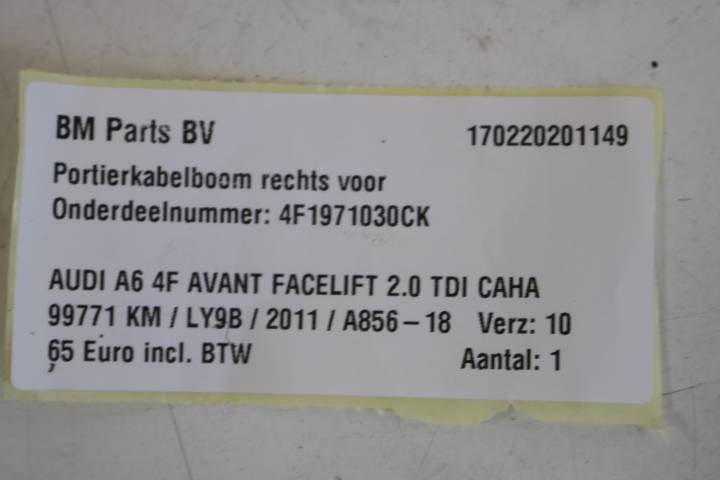 BM Parts BV 170220201149
Portierkabelboom rechts voor
Onderdeelnummer: 4F1971030CK
AUDI A6 4F AVANT FACELIFT 2.0 TDI CAHA
99771 KM / LY9B / 2011 / A856-18 Verz: 10
65 Euro incl. BTW Aantal: 1